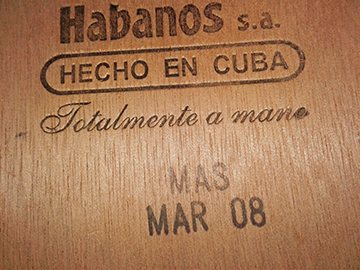 Habanos s.a.
HECHO EN CUBA
Totalmente a mano
MAS
MAR 08